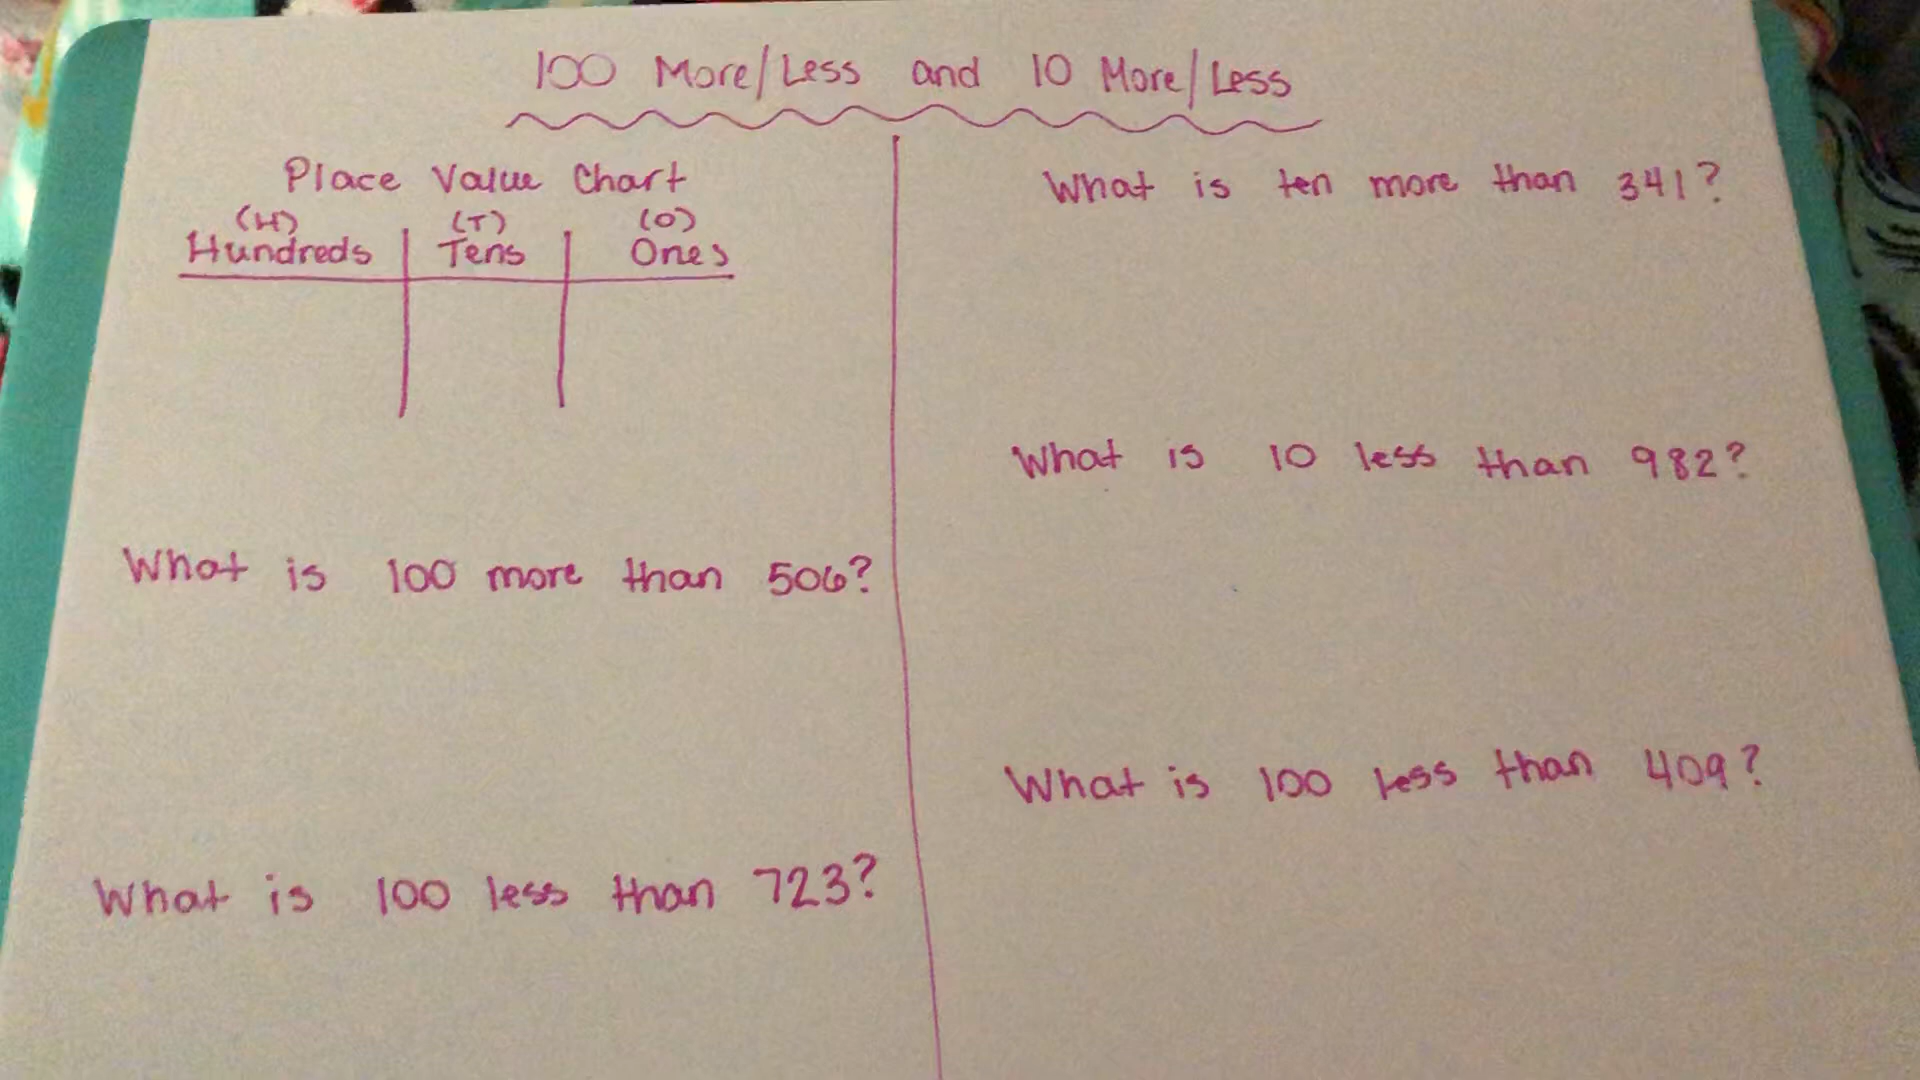 100 More/Less and 10 More/Less
Place Value Chart
(H) (T) (O)
Hundreds Tens Ones
What is 100 more than 506?
What is 100 less than 723?
What is ten more than 341?
What is 10 less than 982?
What is 100 less than 409?